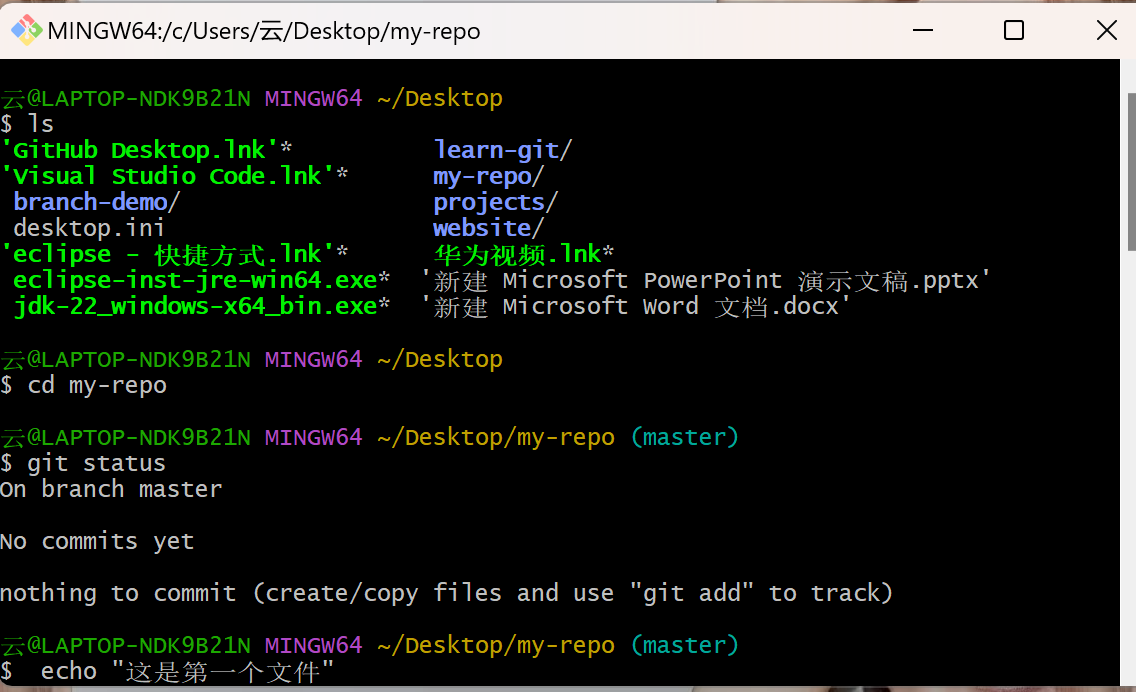 MINGW64:/c/Users/云/Desktop/my-repo
云@LAPTOP-NDK9B21N MINGW64 ~/Desktop
$ ls
'GitHub Desktop.lnk'* learn-git/
'Visual Studio Code.lnk'* my-repo/
branch-demo/ projects/
desktop.ini website/
'eclipse - 快捷方式.lnk'* 华为视频.lnk*
eclipse-inst-jre-win64.exe* '新建 Microsoft PowerPoint 演示文稿.pptx'
jdk-22_windows-x64_bin.exe* '新建 Microsoft Word 文档.docx'
云@LAPTOP-NDK9B21N MINGW64 ~/Desktop
$ cd my-repo
云@LAPTOP-NDK9B21N MINGW64 ~/Desktop/my-repo (master)
$ git status
On branch master
No commits yet
nothing to commit (create/copy files and use "git add" to track)
云@LAPTOP-NDK9B21N MINGW64 ~/Desktop/my-repo (master)
$  echo "这是第一个文件"